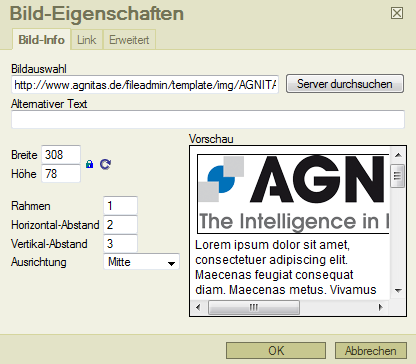 Bild-Eigenschaften
Bild-Info Link Erweitert
Bildauswahl
http://www.agnitas.de/fileadmin/template/img/AGNITA Server durchsuchen
Alternativer Text
Vorschau
Breite 308
Höhe 78
AGN
The Intelligence in
Rahmen 1
Horizontal-Abstand 2
Vertikal-Abstand 3
Ausrichtung Mitte
Lorem ipsum dolor sit amet,
consectetuer adipiscing elit.
Maecenas feugiat consequat
diam. Maecenas metus. Vivamus
OK Abbrechen